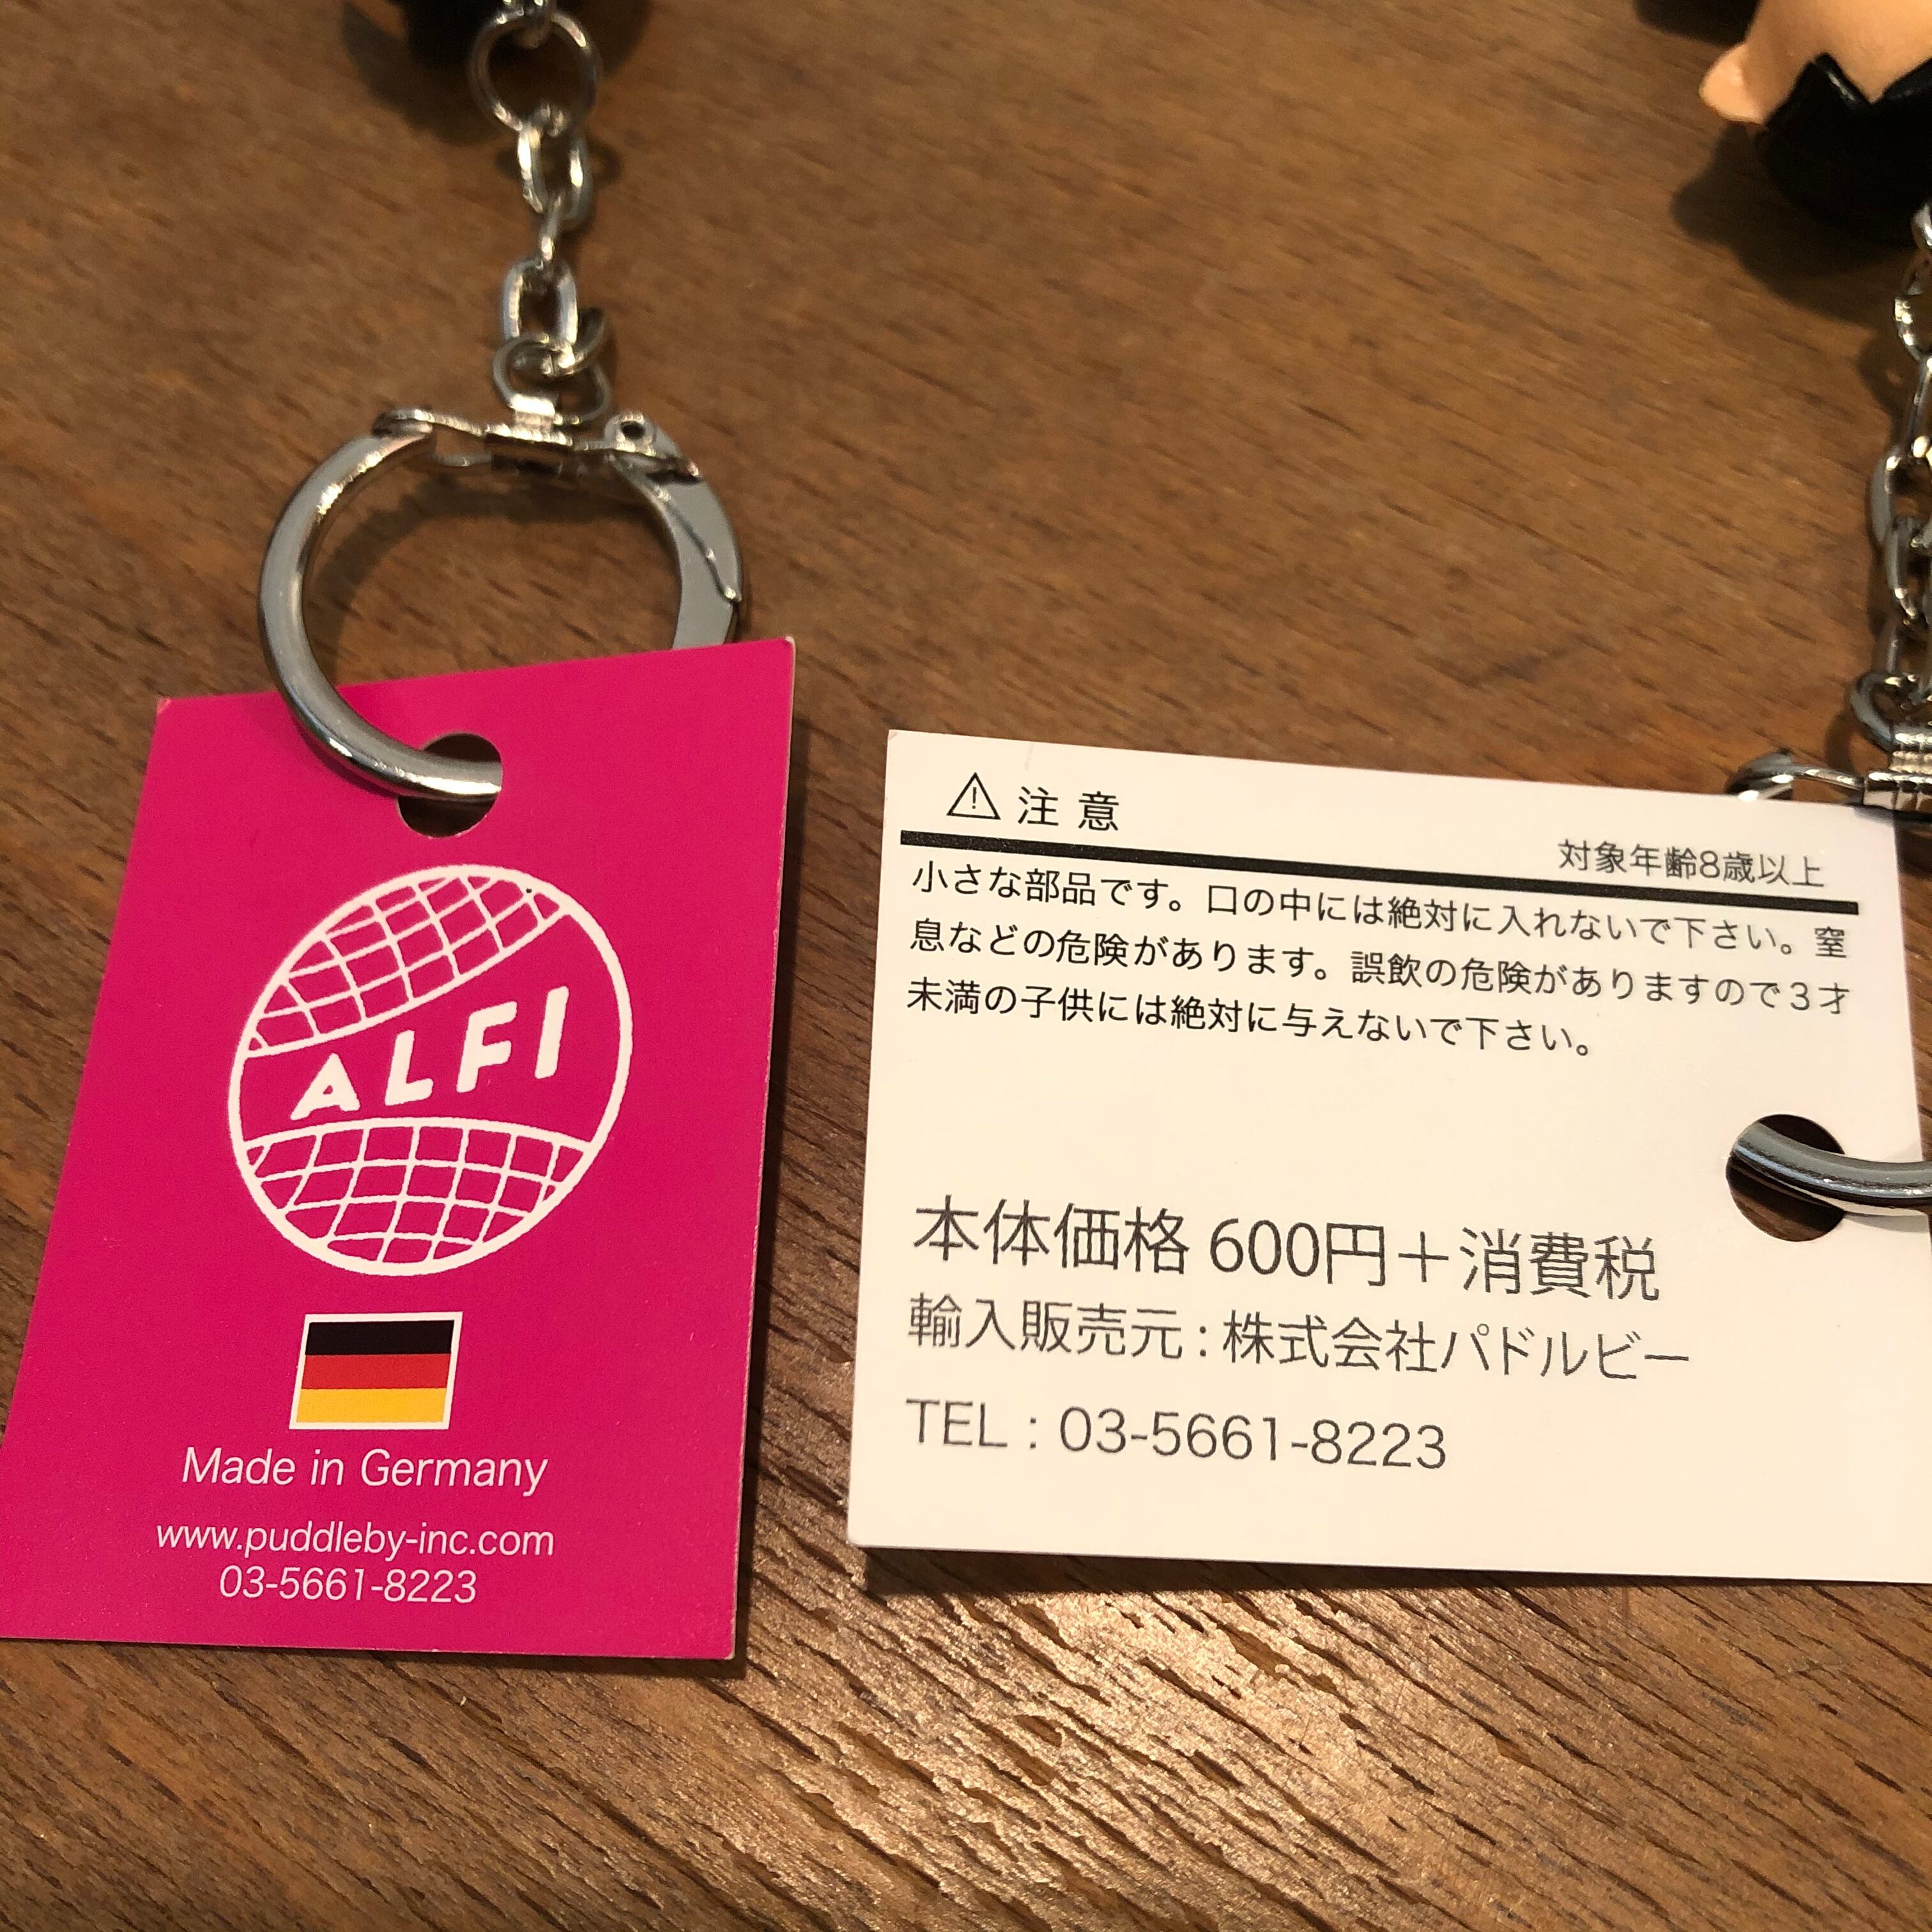 ALFI
Made in Germany
www.puddleby-inc.com
03-5661-8223
注意
対象年齢8歳以上
小さな部品です。口の中には絶対に入れないで下さい。窒
息などの危険があります。誤飲の危険がありますので3才
未満の子供には絶対に与えないで下さい。
本体価格 600円＋消費税
輸入販売元 : 株式会社パドルビー
TEL : 03-5661-8223